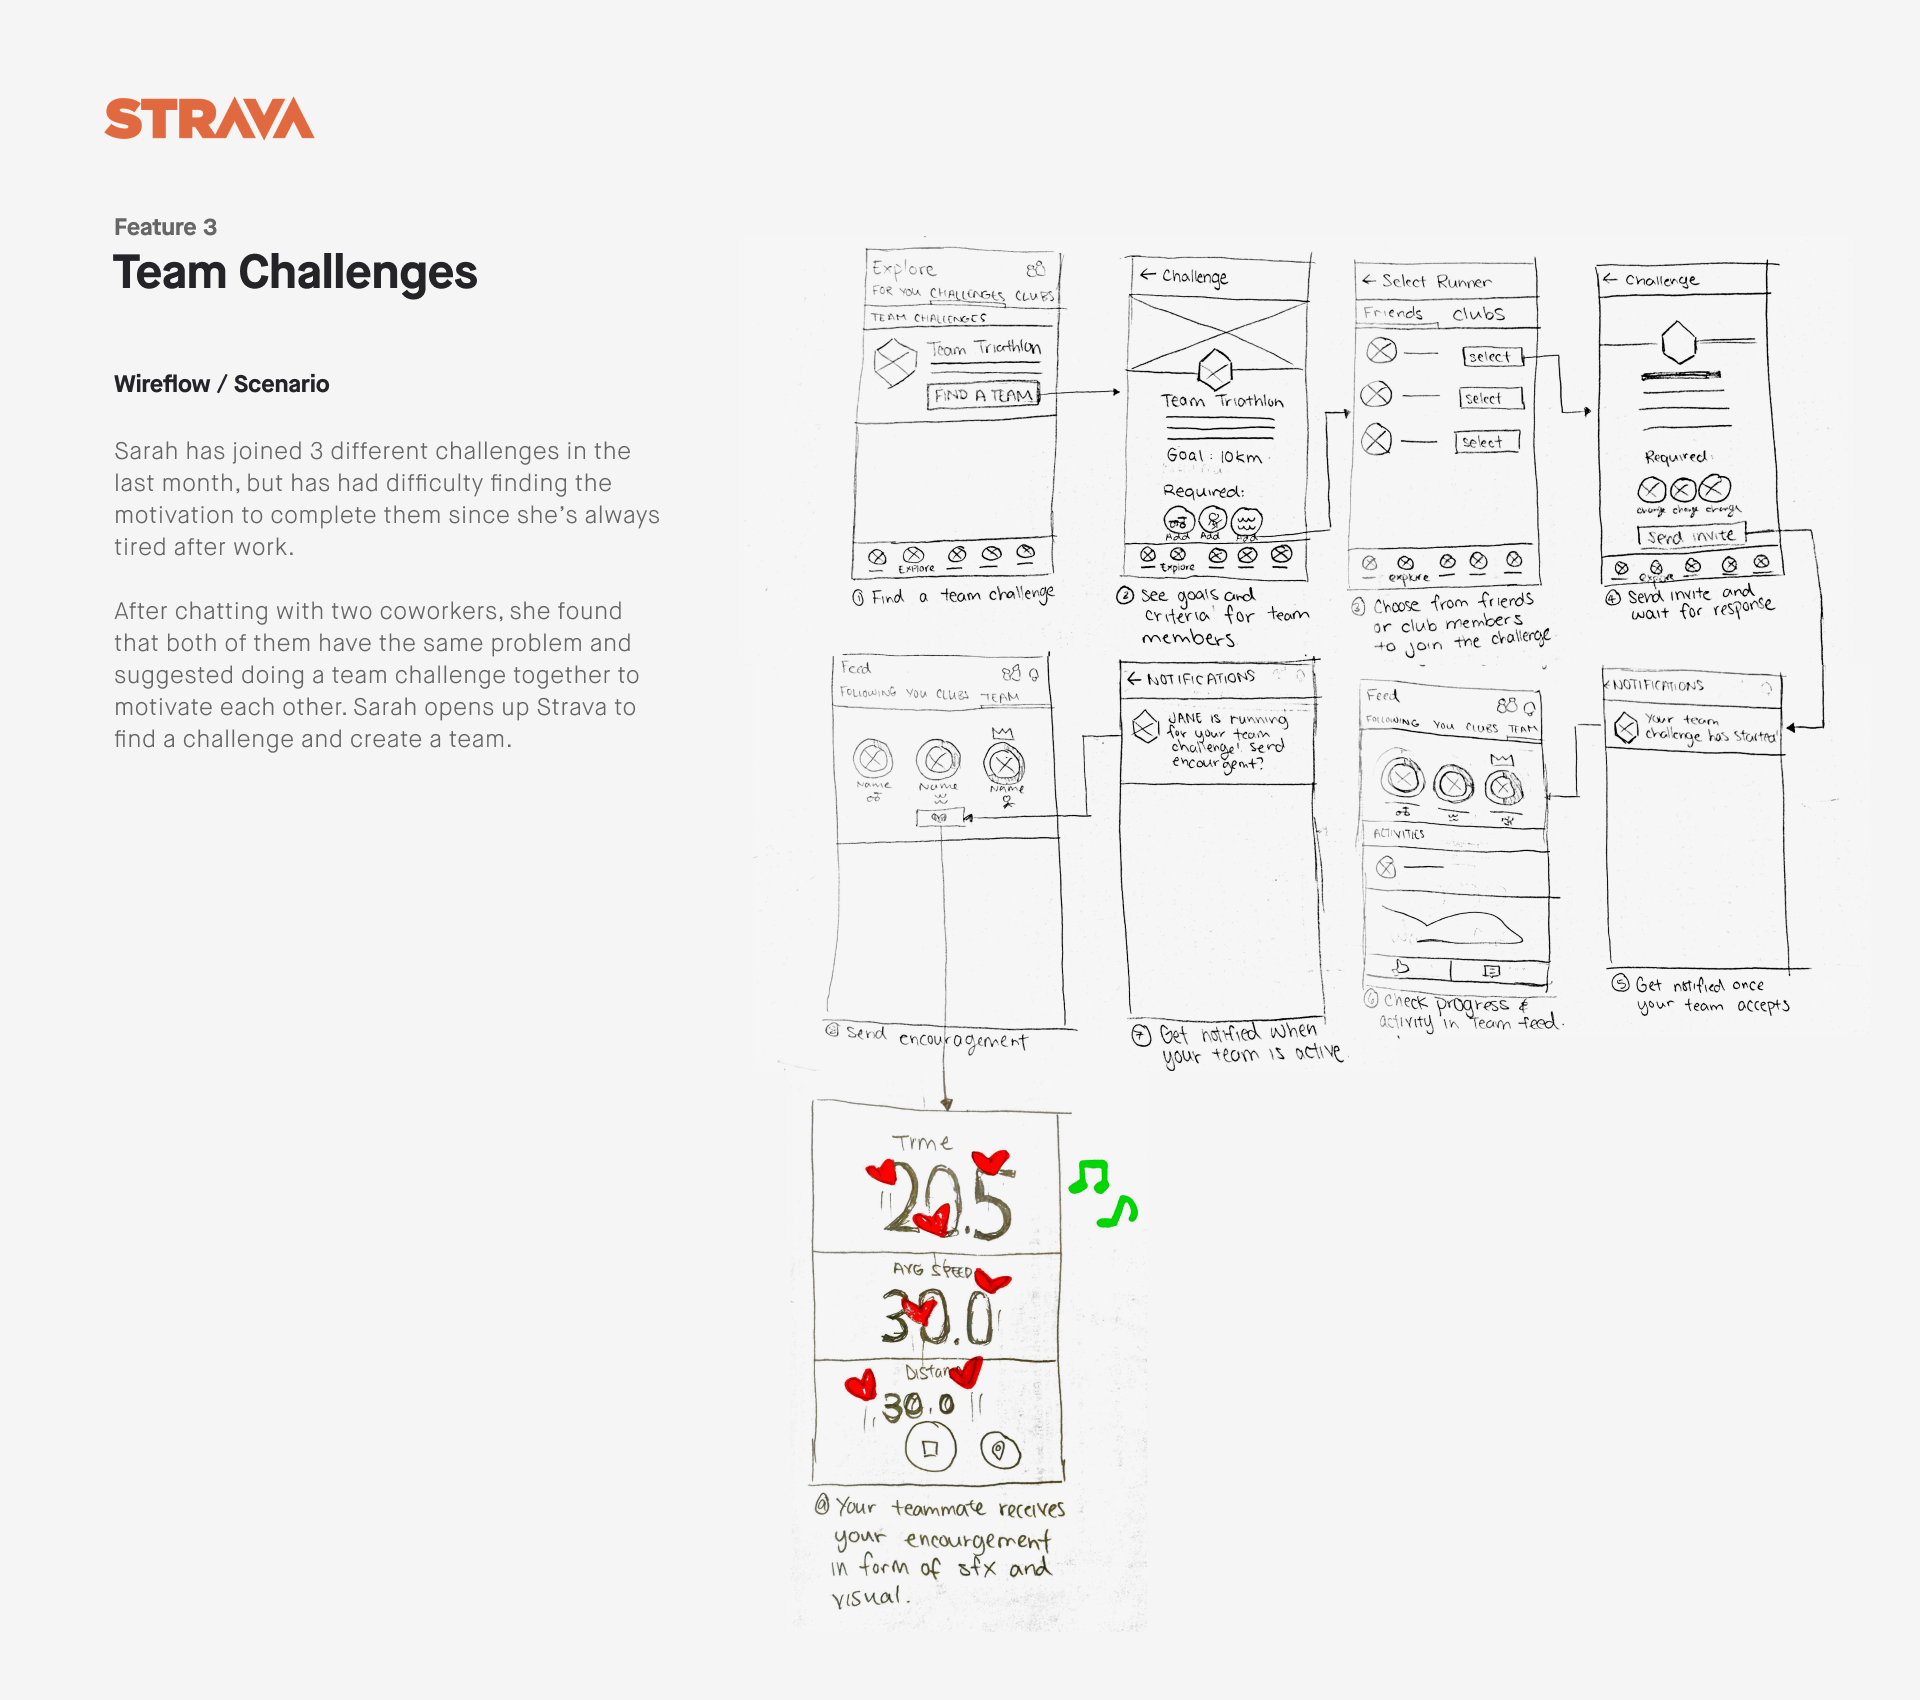 STRAVA
Feature 3
Team Challenges
Wireflow / Scenario
Sarah has joined 3 different challenges in the
last month, but has had difficulty finding the
motivation to complete them since she's always
tired after work.
After chatting with two coworkers, she found
that both of them have the same problem and
suggested doing a team challenge together to
motivate each other. Sarah opens up Strava to
find a challenge and create a team.
Explore
FOR YOU CHALLENGES CLUBS
TEAM CHALLENGES
Team Triathlon
FIND A TEAM
Explore
① Find a team challenge
← Challenge
Team Triathlon
Goal: 10km
Required:
Add Add Add
Explore
② See goals and
criteria for team
members
← Select Runner
Friends clubs
select
select
select
explore
③ Choose from friends
or club members
to join the challenge.
← Challenge
Required:
change change change
Send invite
Explore
④ Send invite and
wait for response
← NOTIFICATIONS
Your team
challenge has started!
⑤ Get notified once
your team accepts
Feed
FOLLOWING YOU CLUBS TEAM
ACTIVITIES
⑥ Check progress &
activity in Team feed.
← NOTIFICATIONS
JANE is running
for your team
challenge! Send
encourgemt?
⑦ Get notified when
your team is active.
Feed
FOLLOWING YOU CLUBS TEAM
Name
Name
Name
⑧ Send encouragement
Time
20.5
AVG SPEED
30.0
30.0
⑨ Your teammate receives
your encourgement
in form of sfx and
visual.